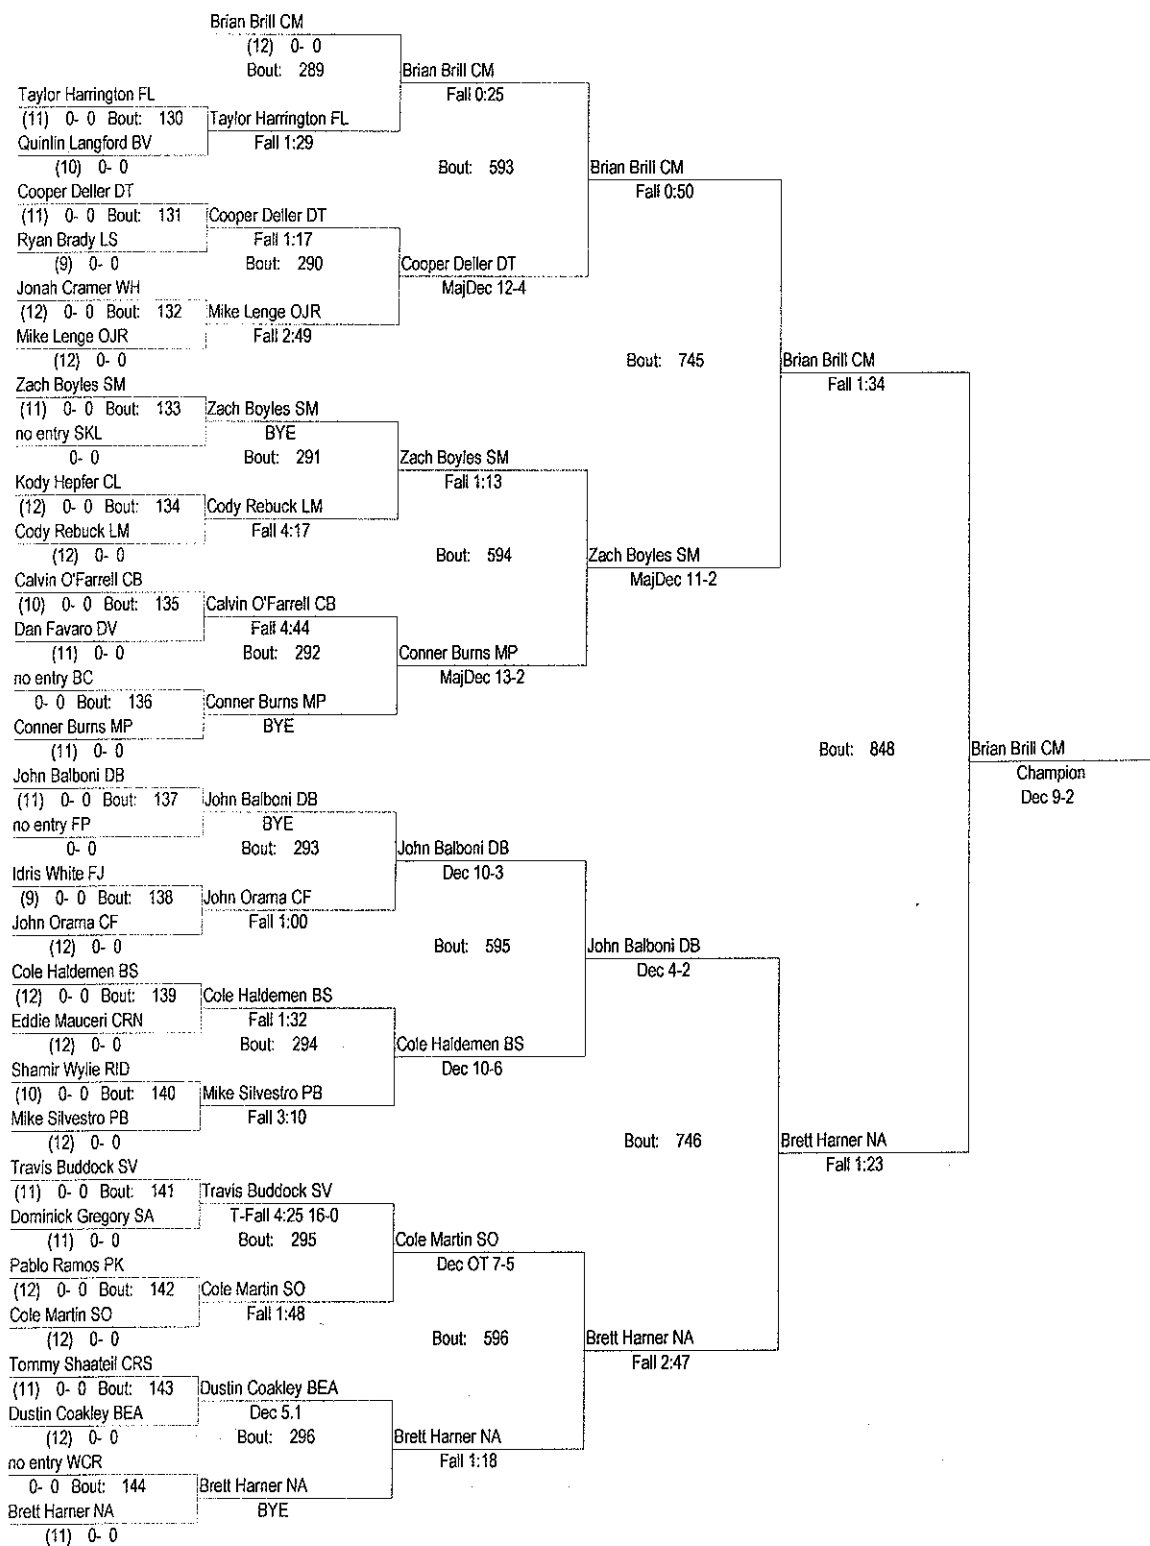 Brian Brill CM
(12) 0- 0
Bout: 289
Brian Brill CM
Fall 0:25
Taylor Harrington FL
(11) 0- 0 Bout: 130
Taylor Harrington FL
Quinlin Langford BV
Fall 1:29
(10) 0- 0
Bout: 593
Brian Brill CM
Fall 0:50
Cooper Deller DT
(11) 0- 0 Bout: 131
Cooper Deller DT
Ryan Brady LS
Fall 1:17
(9) 0- 0
Bout: 290
Cooper Deller DT
MajDec 12-4
Jonah Cramer WH
(12) 0- 0 Bout: 132
Mike Lenge OJR
Mike Lenge OJR
Fall 2:49
(12) 0- 0
Bout: 745
Brian Brill CM
Fall 1:34
Zach Boyles SM
(11) 0- 0 Bout: 133
Zach Boyles SM
no entry SKL
BYE
0- 0
Bout: 291
Zach Boyles SM
Fall 1:13
Kody Hepfer CL
(12) 0- 0 Bout: 134
Cody Rebuck LM
Cody Rebuck LM
Fall 4:17
(12) 0- 0
Bout: 594
Zach Boyles SM
MajDec 11-2
Calvin O'Farrell CB
(10) 0- 0 Bout: 135
Calvin O'Farrell CB
Dan Favaro DV
Fall 4:44
(11) 0- 0
Bout: 292
Conner Burns MP
MajDec 13-2
no entry BC
0- 0 Bout: 136
Conner Burns MP
Conner Burns MP
BYE
(11) 0- 0
Bout: 848
Brian Brill CM
Champion
Dec 9-2
John Balboni DB
(11) 0- 0 Bout: 137
John Balboni DB
no entry FP
BYE
0- 0
Bout: 293
John Balboni DB
Dec 10-3
Idris White FJ
(9) 0- 0 Bout: 138
John Orama CF
John Orama CF
Fall 1:00
(12) 0- 0
Bout: 595
John Balboni DB
Dec 4-2
Cole Haldemen BS
(12) 0- 0 Bout: 139
Cole Haldemen BS
Eddie Mauceri CRN
Fall 1:32
(12) 0- 0
Bout: 294
Cole Haldemen BS
Dec 10-6
Shamir Wylie RID
(10) 0- 0 Bout: 140
Mike Silvestro PB
Mike Silvestro PB
Fall 3:10
(12) 0- 0
Bout: 746
Brett Harner NA
Fall 1:23
Travis Buddock SV
(11) 0- 0 Bout: 141
Travis Buddock SV
Dominick Gregory SA
T-Fall 4:25 16-0
(11) 0- 0
Bout: 295
Cole Martin SO
Dec OT 7-5
Pablo Ramos PK
(12) 0- 0 Bout: 142
Cole Martin SO
Cole Martin SO
Fall 1:48
(12) 0- 0
Bout: 596
Brett Harner NA
Fall 2:47
Tommy Shaateil CRS
(11) 0- 0 Bout: 143
Dustin Coakley BEA
Dustin Coakley BEA
Dec 5.1
(12) 0- 0
Bout: 296
Brett Harner NA
Fall 1:18
no entry WCR
0- 0 Bout: 144
Brett Harner NA
Brett Harner NA
BYE
(11) 0- 0